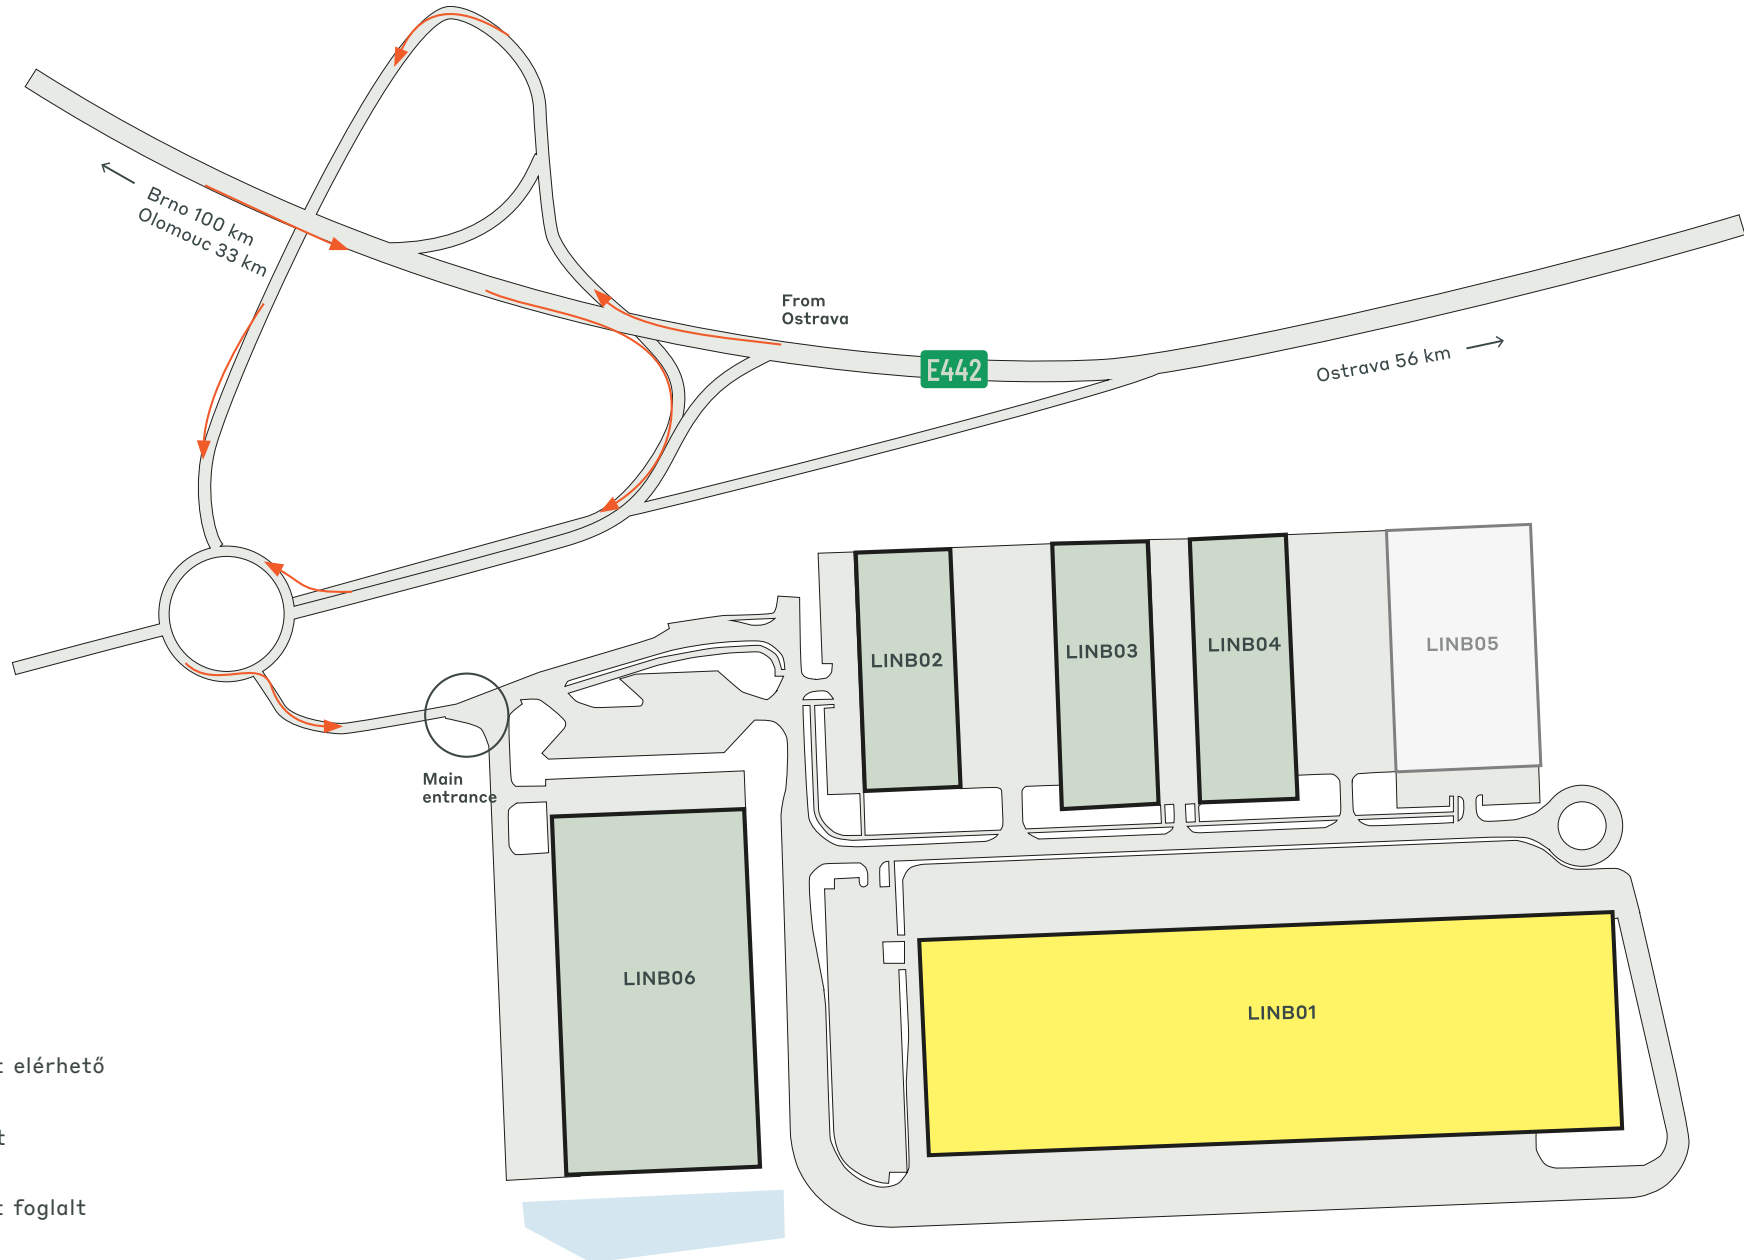 ← Brno 100 km
Olomouc 33 km
From
Ostrava
E442
Ostrava 56 km →
LINB02
LINB03
LINB04
LINB05
Main
entrance
LINB06
LINB01
elérhető
foglalt